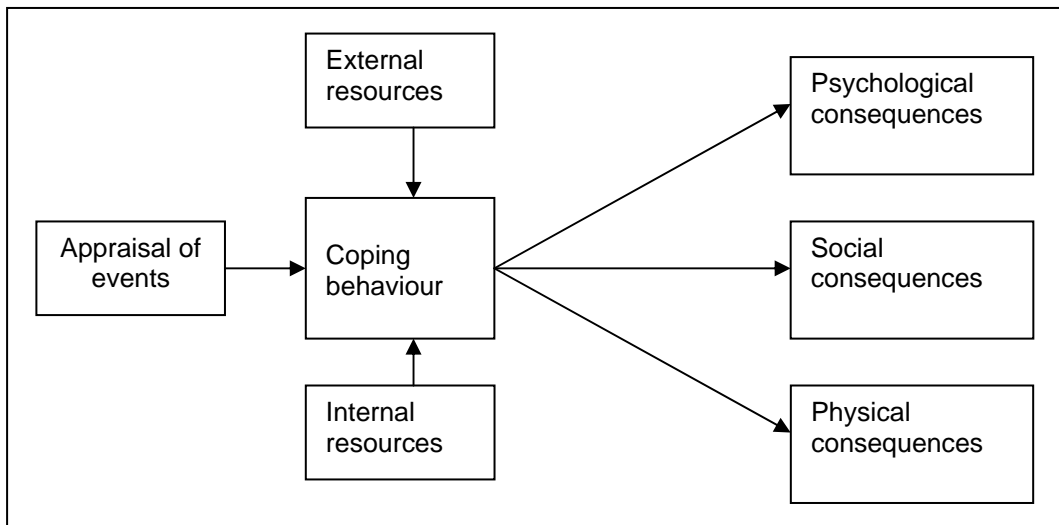 External
resources
Psychological
consequences
Appraisal of
events
Coping
behaviour
Social
consequences
Internal
resources
Physical
consequences